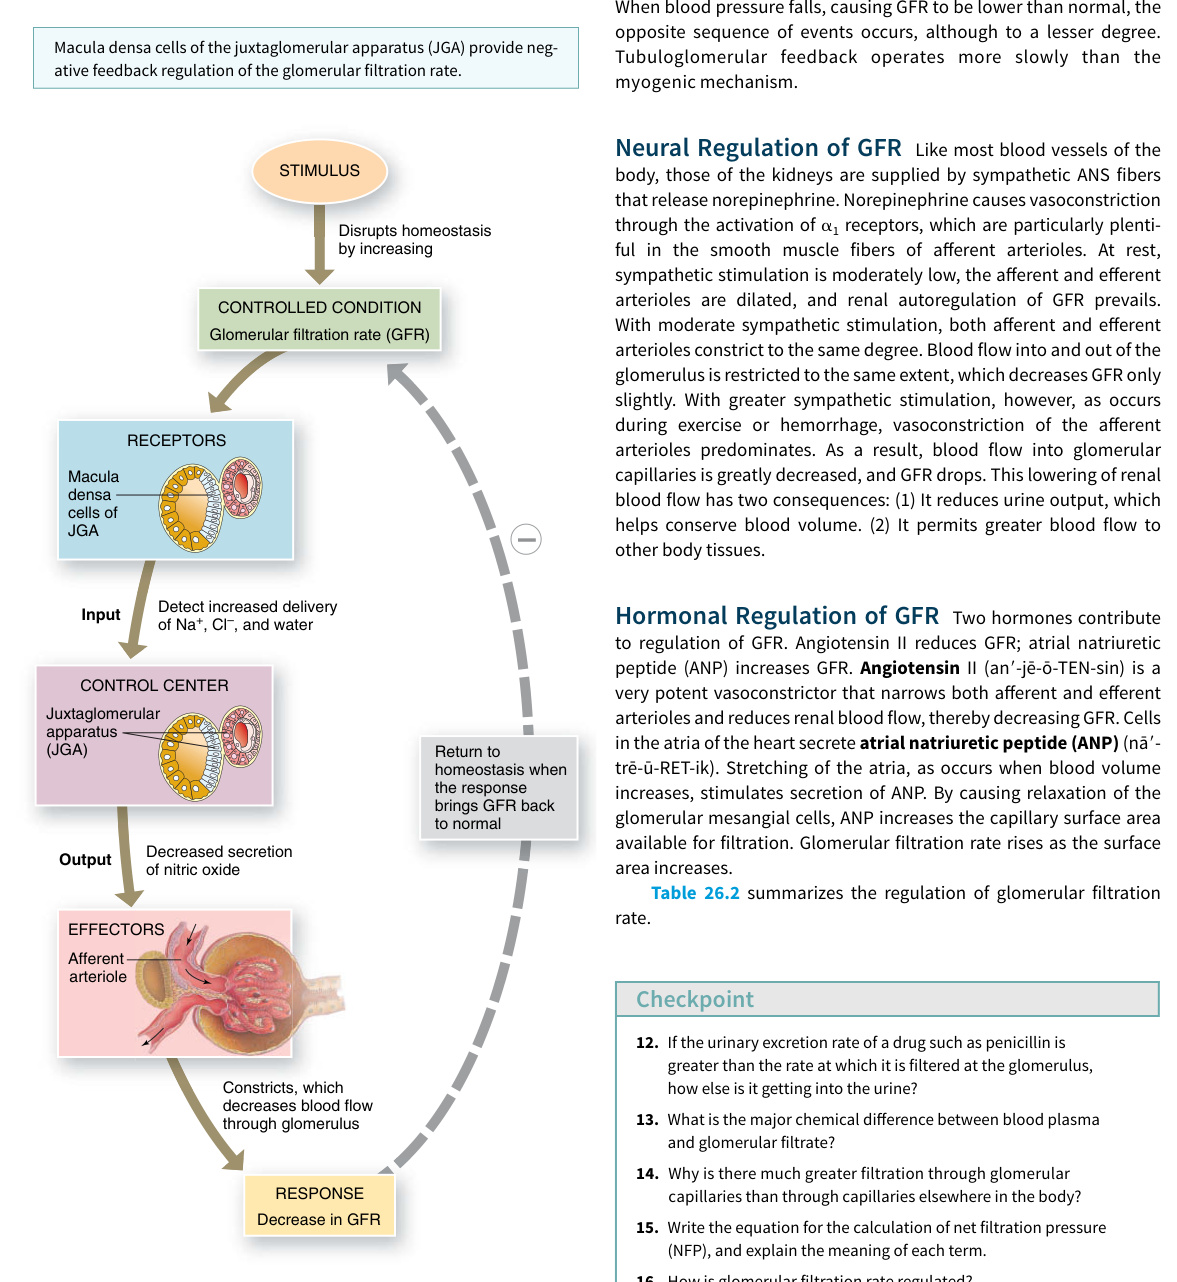 Macula densa cells of the juxtaglomerular apparatus (JGA) provide neg-
ative feedback regulation of the glomerular filtration rate.
STIMULUS
Disrupts homeostasis
by increasing
CONTROLLED CONDITION
Glomerular filtration rate (GFR)
RECEPTORS
Macula
densa
cells of
JGA
Input
Detect increased delivery
of Na⁺, Cl⁻, and water
CONTROL CENTER
Juxtaglomerular
apparatus
(JGA)
Return to
homeostasis when
the response
brings GFR back
to normal
Output
Decreased secretion
of nitric oxide
EFFECTORS
Afferent
arteriole
Constricts, which
decreases blood flow
through glomerulus
RESPONSE
Decrease in GFR
When blood pressure falls, causing GFR to be lower than normal, the
opposite sequence of events occurs, although to a lesser degree.
Tubuloglomerular feedback operates more slowly than the
myogenic mechanism.
Neural Regulation of GFR Like most blood vessels of the
body, those of the kidneys are supplied by sympathetic ANS fibers
that release norepinephrine. Norepinephrine causes vasoconstriction
through the activation of α₁ receptors, which are particularly plenti-
ful in the smooth muscle fibers of afferent arterioles. At rest,
sympathetic stimulation is moderately low, the afferent and efferent
arterioles are dilated, and renal autoregulation of GFR prevails.
With moderate sympathetic stimulation, both afferent and efferent
arterioles constrict to the same degree. Blood flow into and out of the
glomerulus is restricted to the same extent, which decreases GFR only
slightly. With greater sympathetic stimulation, however, as occurs
during exercise or hemorrhage, vasoconstriction of the afferent
arterioles predominates. As a result, blood flow into glomerular
capillaries is greatly decreased, and GFR drops. This lowering of renal
blood flow has two consequences: (1) It reduces urine output, which
helps conserve blood volume. (2) It permits greater blood flow to
other body tissues.
Hormonal Regulation of GFR Two hormones contribute
to regulation of GFR. Angiotensin II reduces GFR; atrial natriuretic
peptide (ANP) increases GFR. Angiotensin II (an′-jē-ō-TEN-sin) is a
very potent vasoconstrictor that narrows both afferent and efferent
arterioles and reduces renal blood flow, thereby decreasing GFR. Cells
in the atria of the heart secrete atrial natriuretic peptide (ANP) (nā′-
trē-ū-RET-ik). Stretching of the atria, as occurs when blood volume
increases, stimulates secretion of ANP. By causing relaxation of the
glomerular mesangial cells, ANP increases the capillary surface area
available for filtration. Glomerular filtration rate rises as the surface
area increases.
Table 26.2 summarizes the regulation of glomerular filtration
rate.
Checkpoint
12. If the urinary excretion rate of a drug such as penicillin is
greater than the rate at which it is filtered at the glomerulus,
how else is it getting into the urine?
13. What is the major chemical difference between blood plasma
and glomerular filtrate?
14. Why is there much greater filtration through glomerular
capillaries than through capillaries elsewhere in the body?
15. Write the equation for the calculation of net filtration pressure
(NFP), and explain the meaning of each term.
16. How is glomerular filtration rate regulated?